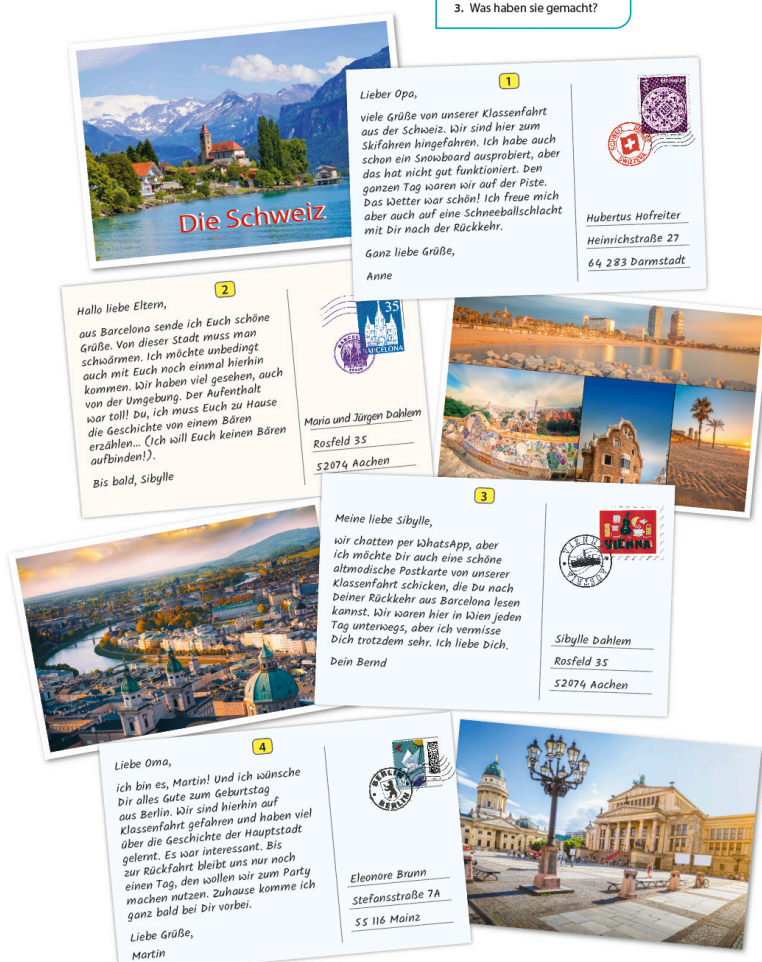 3. Was haben sie gemacht?
Die Schweiz
1
Lieber Opa,
viele Grüße von unserer Klassenfahrt
aus der Schweiz. Wir sind hier zum
Skifahren hingefahren. Ich habe auch
schon ein Snowboard ausprobiert, aber
das hat nicht gut funktioniert. Den
ganzen Tag waren wir auf der Piste.
Das Wetter war schön! Ich freue mich
aber auch auf eine Schneeballschlacht
mit Dir nach der Rückkehr.
Ganz liebe Grüße,
Anne
Hubertus Hofreiter
Heinrichstraße 27
64 283 Darmstadt
2
Hallo liebe Eltern,
aus Barcelona sende ich Euch schöne
Grüße. Von dieser Stadt muss man
schwärmen. Ich möchte unbedingt
auch mit Euch noch einmal hierhin
kommen. Wir haben viel gesehen, auch
von der Umgebung. Der Aufenthalt
war toll! Du, ich muss Euch zu Hause
die Geschichte von einem Bären
erzählen... (Ich will Euch keinen Bären
aufbinden!).
Bis bald, Sibylle
35
BARCELONA
Maria und Jürgen Dahlem
Rosfeld 35
52074 Aachen
3
Meine liebe Sibylle,
wir chatten per WhatsApp, aber
ich möchte Dir auch eine schöne
altmodische Postkarte von unserer
Klassenfahrt schicken, die Du nach
Deiner Rückkehr aus Barcelona lesen
kannst. Wir waren hier in Wien jeden
Tag unterwegs, aber ich vermisse
Dich trotzdem sehr. Ich liebe Dich.
Dein Bernd
VIENNA
VIENNA
AUSTRIA
Sibylle Dahlem
Rosfeld 35
52074 Aachen
4
Liebe Oma,
ich bin es, Martin! Und ich wünsche
Dir alles Gute zum Geburtstag
aus Berlin. Wir sind hierhin auf
Klassenfahrt gefahren und haben viel
über die Geschichte der Hauptstadt
gelernt. Es war interessant. Bis
zur Rückfahrt bleibt uns nur noch
einen Tag, den wollen wir zum Party
machen nutzen. Zuhause komme ich
ganz bald bei Dir vorbei.
Liebe Grüße,
Martin
BERLIN
BERLIN
Eleonore Brunn
Stefansstraße 7A
55 116 Mainz